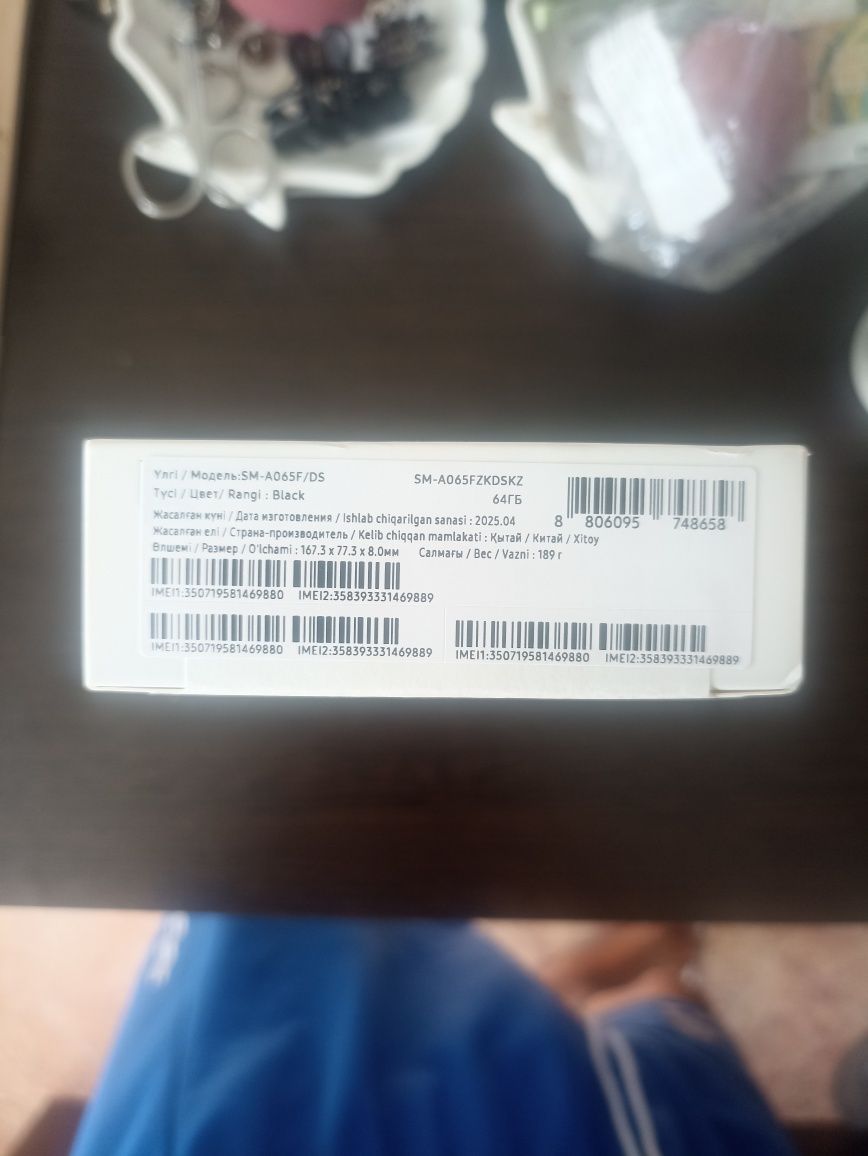 Үлгі / Модель:SM-A065F/DS
SM-A065FZKDSKZ
Түсі / Цвет/ Rangi : Black
64ГБ
Жасалған күні / Дата изготовления / Ishlab chiqarilgan sanasi : 2025.04
8 806095 748658
Жасалған елі / Страна-производитель / Kelib chiqqan mamlakati : Қытай / Китай / Xitoy
Өлшемі / Размер / O'lchami : 167.3 x 77.3 x 8.0мм Салмағы / Вес / Vazni : 189 г
IMEI1:350719581469880 IMEI2:358393331469889
IMEI1:350719581469880 IMEI2:358393331469889
IMEI1:350719581469880 IMEI2:358393331469889